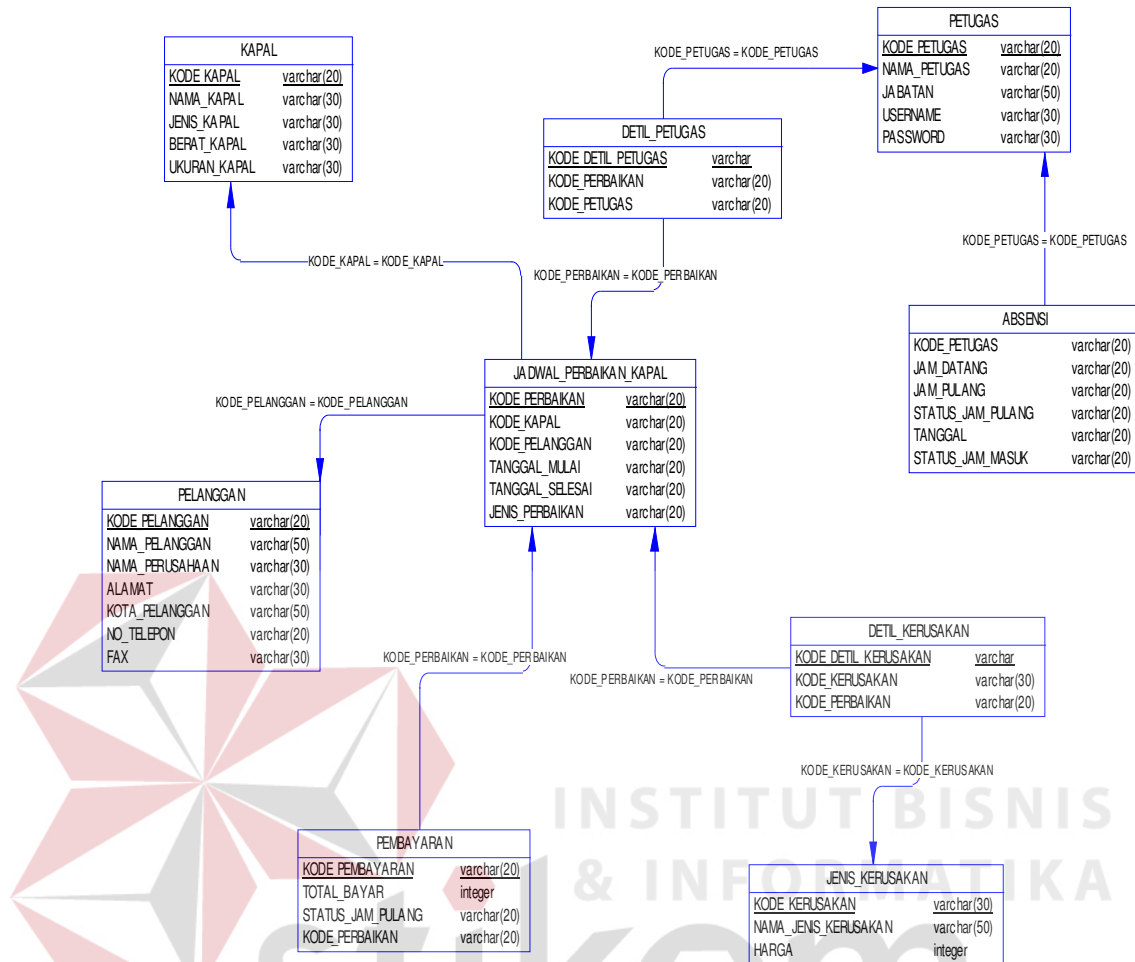 KAPAL
KODE_KAPAL varchar(20)
NAMA_KAPAL varchar(30)
JENIS_KAPAL varchar(30)
BERAT_KAPAL varchar(30)
UKURAN_KAPAL varchar(30)
KODE_PETUGAS = KODE_PETUGAS
PETUGAS
KODE_PETUGAS varchar(20)
NAMA_PETUGAS varchar(20)
JABATAN varchar(50)
USERNAME varchar(30)
PASSWORD varchar(30)
DETIL_PETUGAS
KODE_DETIL_PETUGAS varchar
KODE_PERBAIKAN varchar(20)
KODE_PETUGAS varchar(20)
KODE_PETUGAS = KODE_PETUGAS
KODE_KAPAL = KODE_KAPAL
KODE_PERBAIKAN = KODE_PERBAIKAN
ABSENSI
KODE_PETUGAS varchar(20)
JAM_DATANG varchar(20)
JAM_PULANG varchar(20)
STATUS_JAM_PULANG varchar(20)
TANGGAL varchar(20)
STATUS_JAM_MASUK varchar(20)
JADWAL_PERBAIKAN_KAPAL
KODE_PERBAIKAN varchar(20)
KODE_KAPAL varchar(20)
KODE_PELANGGAN varchar(20)
TANGGAL_MULAI varchar(20)
TANGGAL_SELESAI varchar(20)
JENIS_PERBAIKAN varchar(20)
KODE_PELANGGAN = KODE_PELANGGAN
PELANGGAN
KODE_PELANGGAN varchar(20)
NAMA_PELANGGAN varchar(50)
NAMA_PERUSAHAAN varchar(30)
ALAMAT varchar(30)
KOTA_PELANGGAN varchar(50)
NO_TELEPON varchar(20)
FAX varchar(30)
KODE_PERBAIKAN = KODE_PERBAIKAN
KODE_PERBAIKAN = KODE_PERBAIKAN
DETIL_KERUSAKAN
KODE_DETIL_KERUSAKAN varchar
KODE_KERUSAKAN varchar(30)
KODE_PERBAIKAN varchar(20)
KODE_KERUSAKAN = KODE_KERUSAKAN
INSTITUT BISNIS
& INFORMATIKA
stikom
PEMBAYARAN
KODE_PEMBAYARAN varchar(20)
TOTAL_BAYAR integer
STATUS_JAM_PULANG varchar(20)
KODE_PERBAIKAN varchar(20)
JENIS_KERUSAKAN
KODE_KERUSAKAN varchar(30)
NAMA_JENIS_KERUSAKAN varchar(50)
HARGA integer